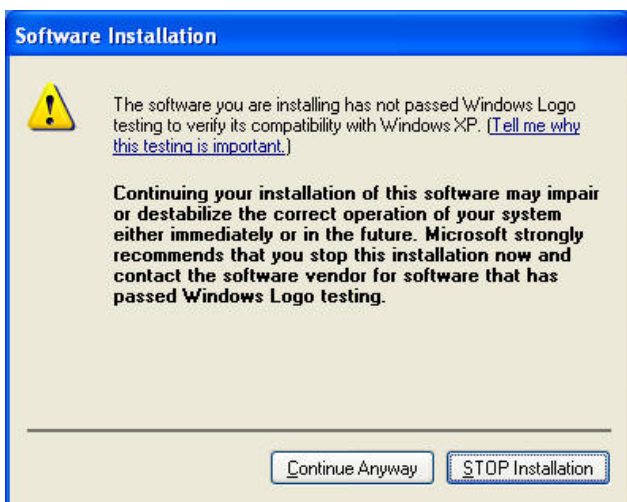 Software Installation
The software you are installing has not passed Windows Logo
testing to verify its compatibility with Windows XP. (Tell me why
this testing is important.)
Continuing your installation of this software may impair
or destabilize the correct operation of your system
either immediately or in the future. Microsoft strongly
recommends that you stop this installation now and
contact the software vendor for software that has
passed Windows Logo testing.
Continue Anyway
STOP Installation